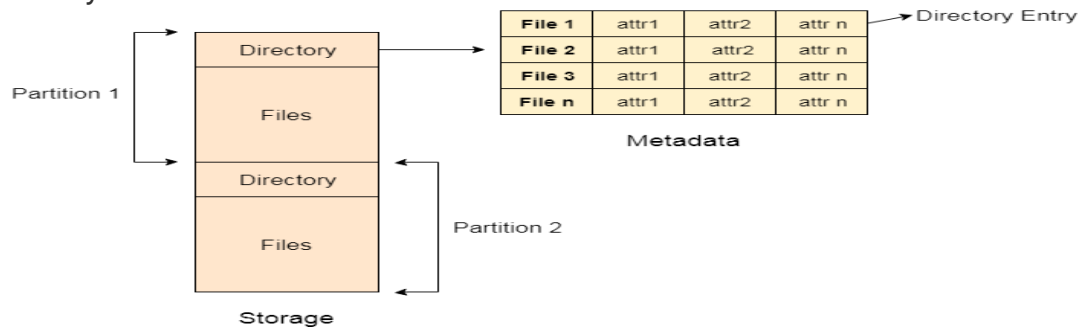 File 1 attr1 attr2 attr n
Directory Entry
File 2 attr1 attr2 attr n
File 3 attr1 attr2 attr n
File n attr1 attr2 attr n
Metadata
Directory
Partition 1
Files
Directory
Partition 2
Files
Storage